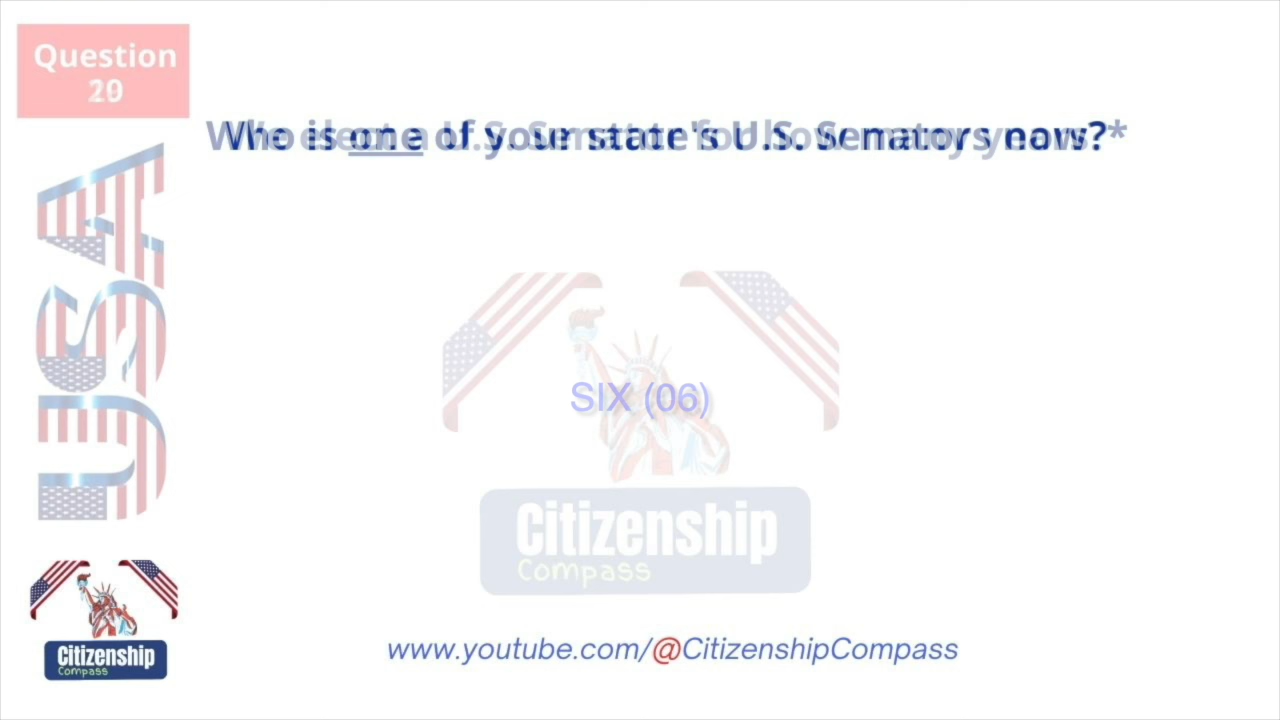 Question
20
Who is one of your state's U.S. Senators now?*
SIX (06)
Citizenship
Compass
Citizenship
Compass
www.youtube.com/@CitizenshipCompass